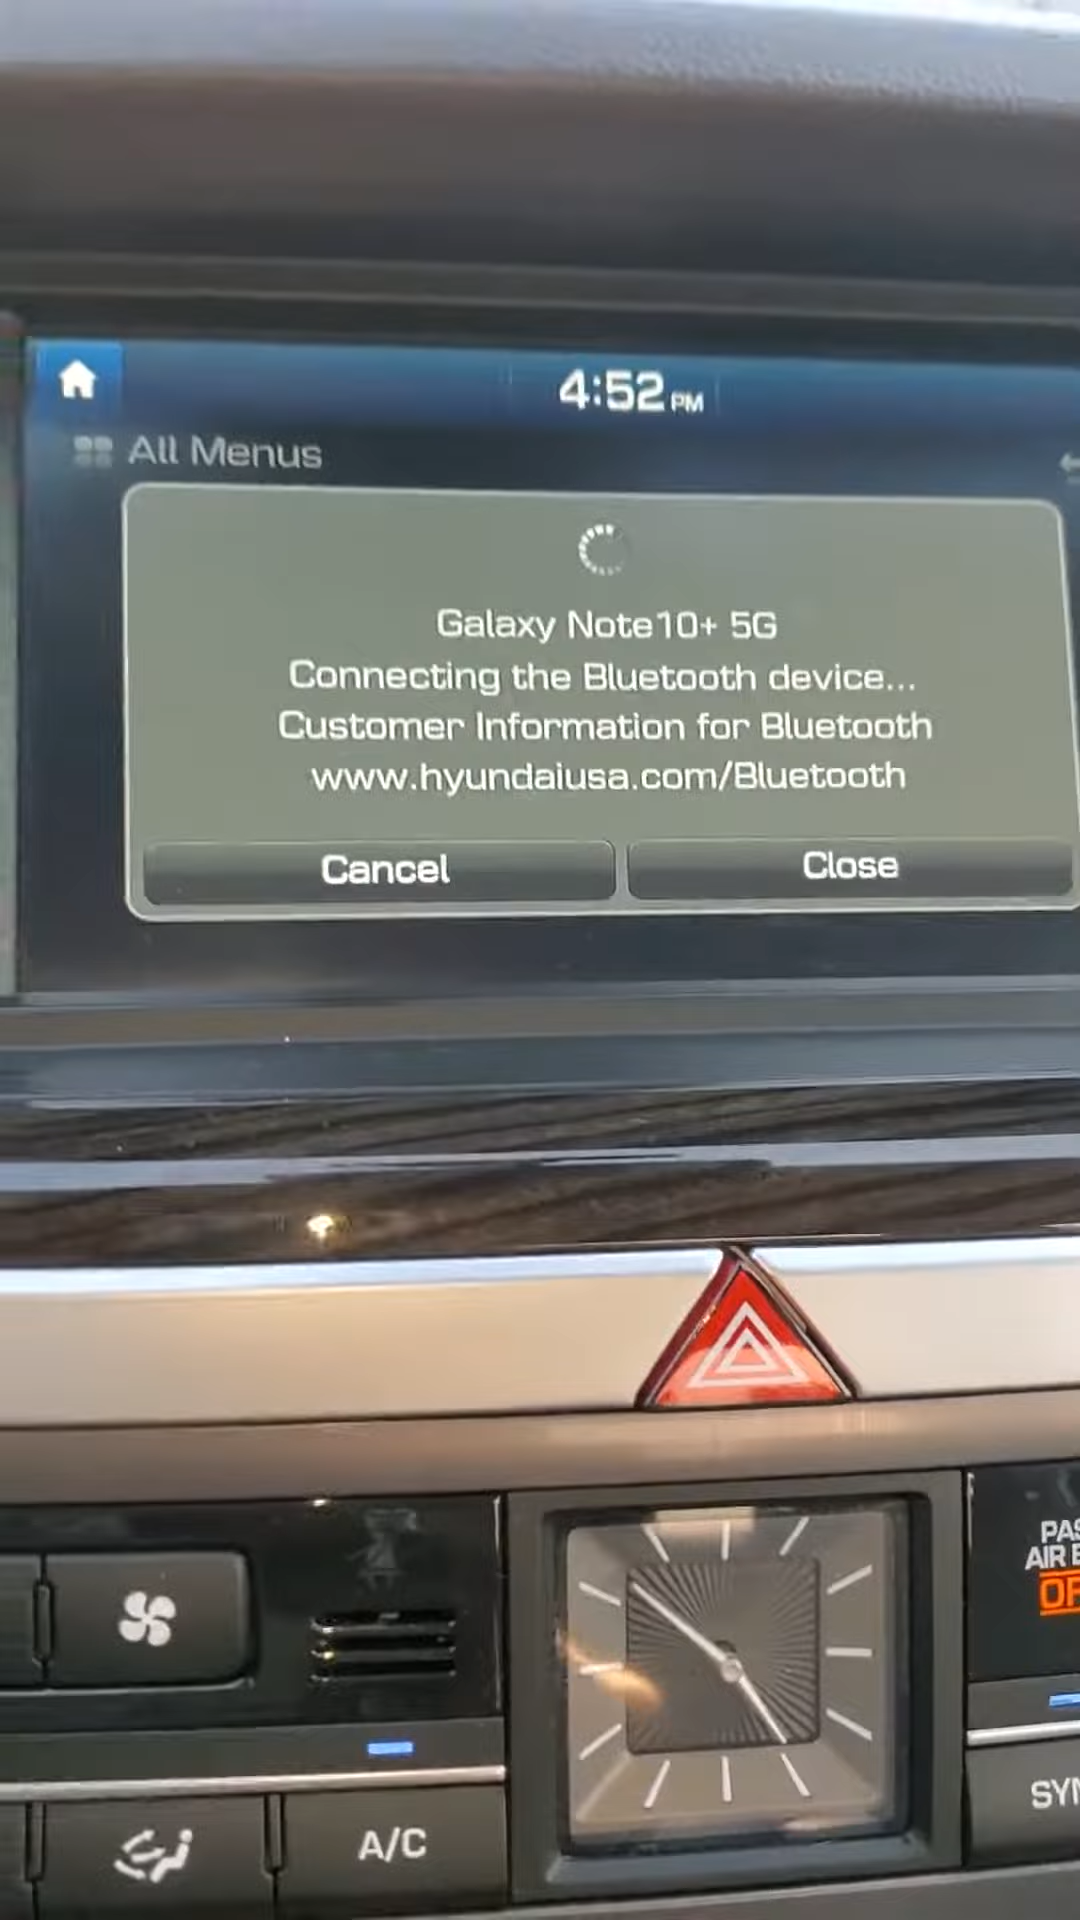 4:52 PM
All Menus
Galaxy Note10+ 5G
Connecting the Bluetooth device...
Customer Information for Bluetooth
www.hyundaiusa.com/Bluetooth
Cancel
Close
A/C